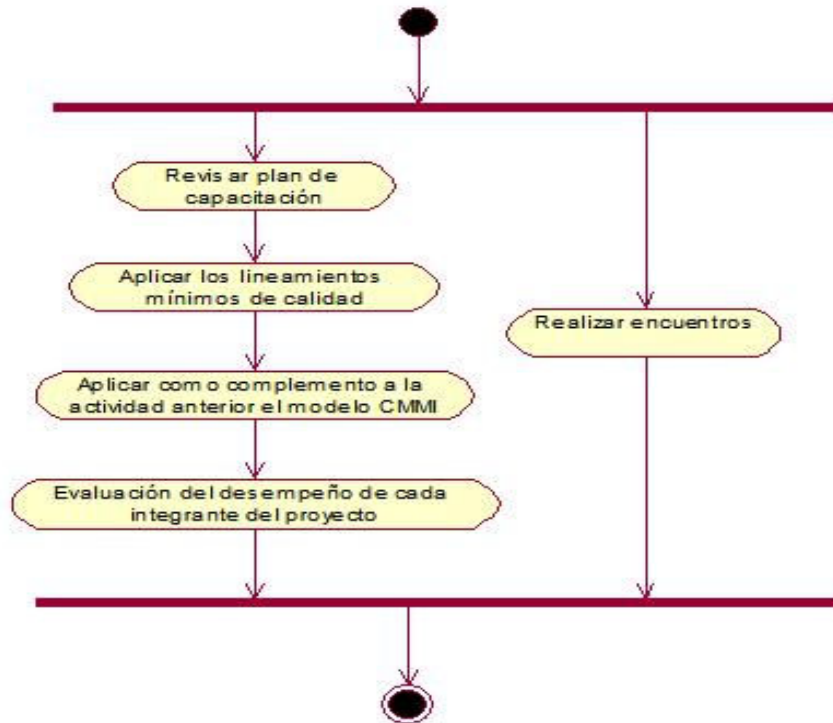 Revisar plan de
capacitación
Aplicar los lineamientos
mínimos de calidad
Realizar encuentros
Aplicar como complemento a la
actividad anterior el modelo CMMI
Evaluación del desempeño de cada
integrante del proyecto